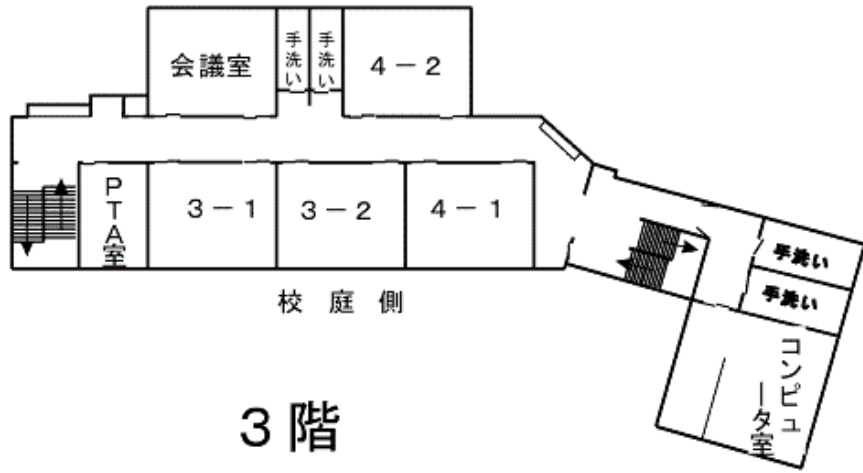 会議室
手洗い
手洗い
４－２
ＰＴＡ室
３－１
３－２
４－１
手洗い
手洗い
コンピュータ室
校庭側
３階